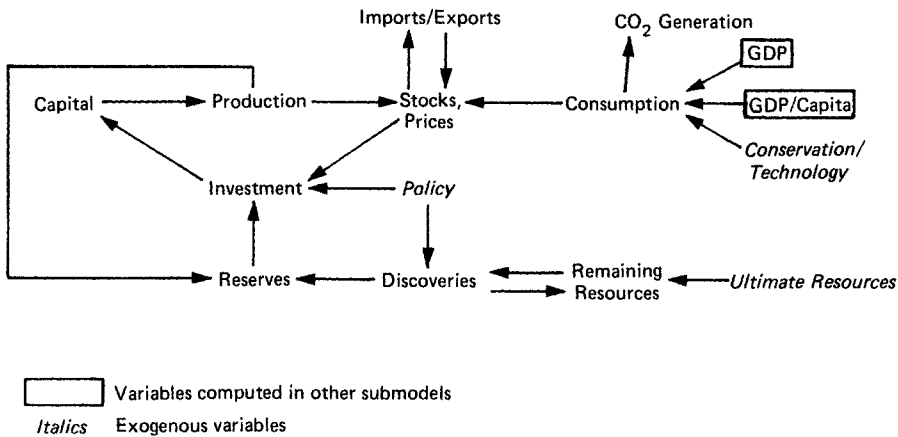 Imports/Exports
CO2 Generation
GDP
Capital
Production
Stocks,
Prices
Consumption
GDP/Capita
Conservation/
Technology
Investment
Policy
Reserves
Discoveries
Remaining
Resources
Ultimate Resources
Variables computed in other submodels
Italics Exogenous variables